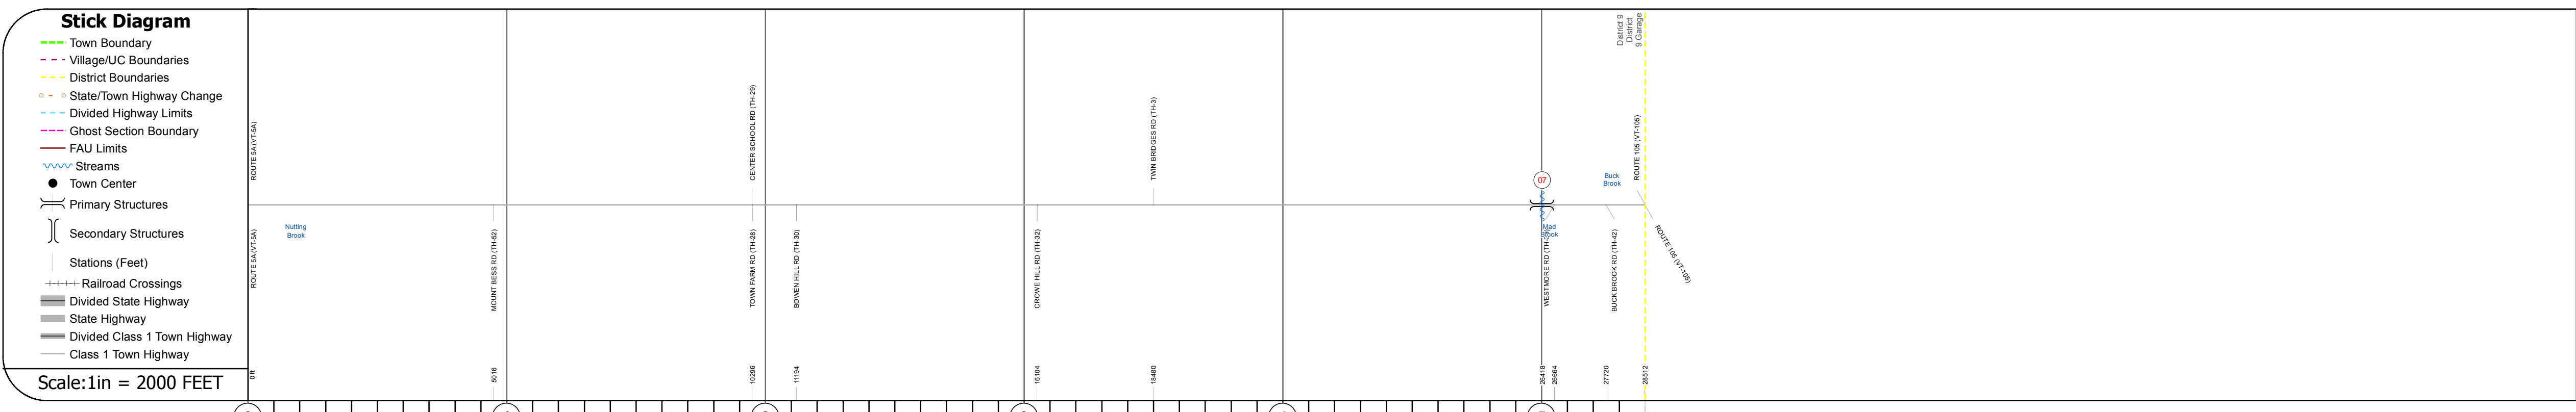 Stick Diagram
Town Boundary
Village/UC Boundaries
District Boundaries
State/Town Highway Change
Divided Highway Limits
Ghost Section Boundary
FAU Limits
Streams
Town Center
Primary Structures
Secondary Structures
Stations (Feet)
Railroad Crossings
Divided State Highway
State Highway
Divided Class 1 Town Highway
Class 1 Town Highway
Scale:1in = 2000 FEET
ROUTE 5A (VT-5A)
ROUTE 5A (VT-5A)
0 ft
Nutting
Brook
MOUNT BESS RD (TH-52)
5016
CENTER SCHOOL RD (TH-29)
TOWN FARM RD (TH-28)
10296
BOWEN HILL RD (TH-30)
11194
CROWE HILL RD (TH-32)
16104
TWIN BRIDGES RD (TH-3)
18480
07
Mad
Brook
WESTMORE RD (TH-
26418
26664
Buck
Brook
BUCK BROOK RD (TH-42)
27720
District 9
District
9 Garage
ROUTE 105 (VT-105)
ROUTE 105 (VT-105)
28512